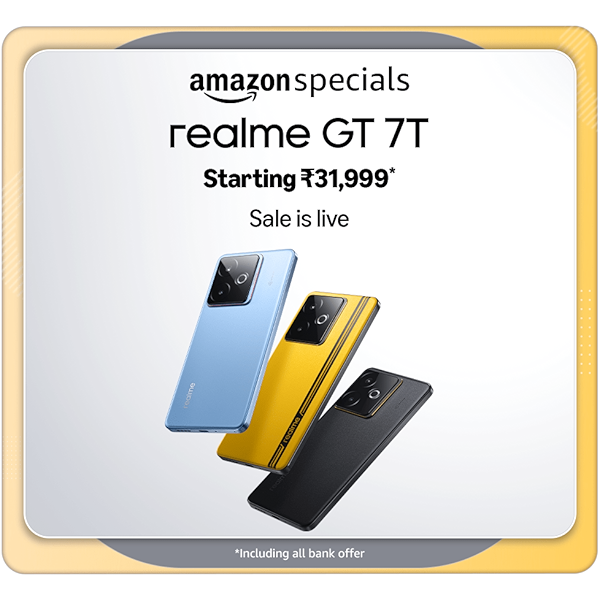 amazonspecials
realme GT 7T
Starting ₹31,999*
Sale is live
realme
realme
*Including all bank offer